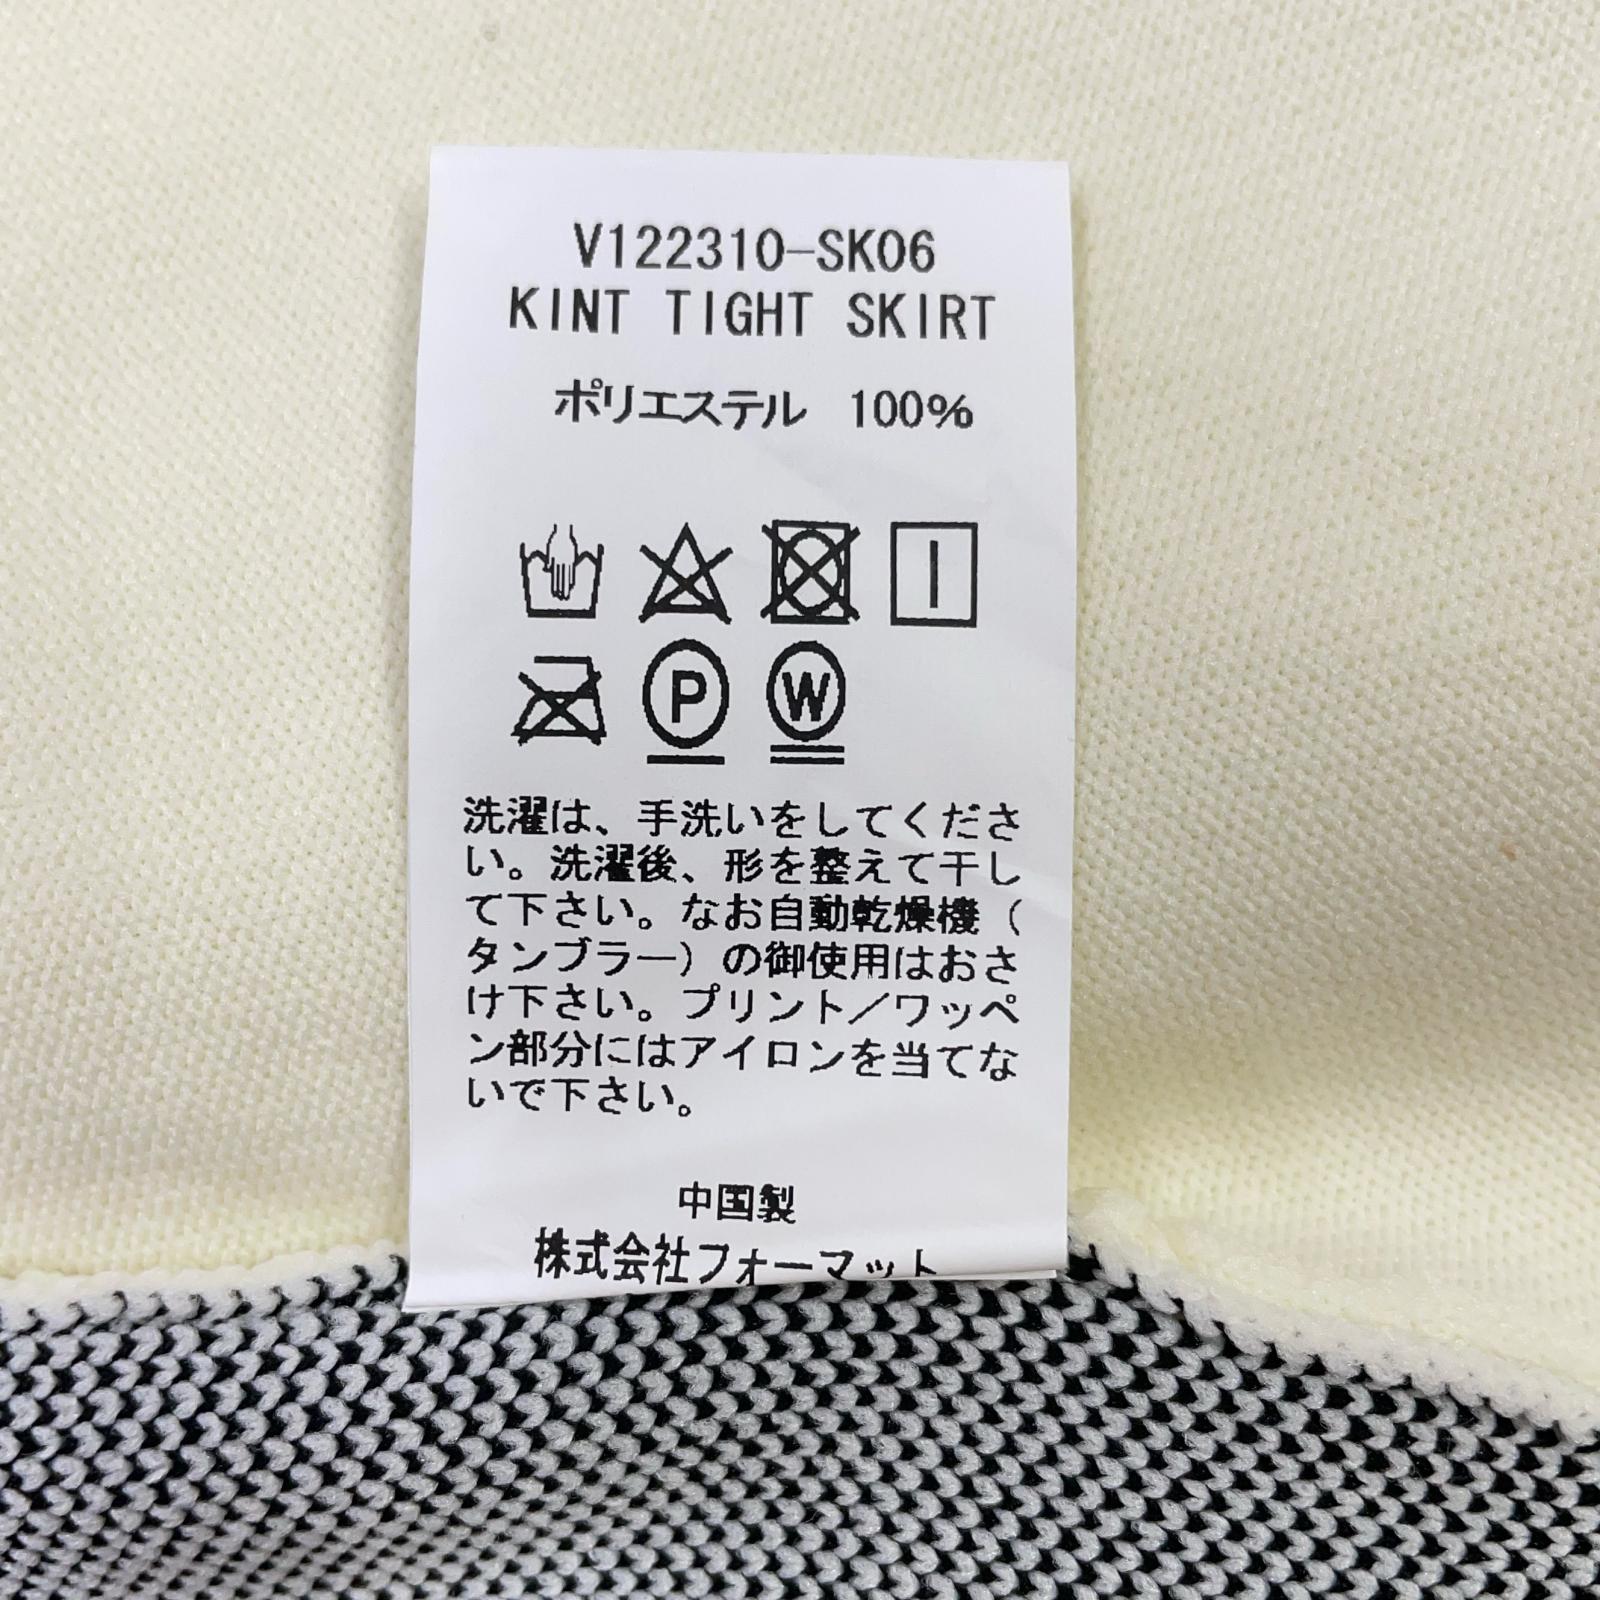 V122310-SK06
KINT TIGHT SKIRT
ポリエステル 100%
P
W
洗濯は、手洗いをしてくださ
い。洗濯後、形を整えて干し
て下さい。なお自動乾燥機（
タンブラー）の御使用はおさ
け下さい。プリント／ワッペ
ン部分にはアイロンを当てな
いで下さい。
中国製
株式会社フォーマット